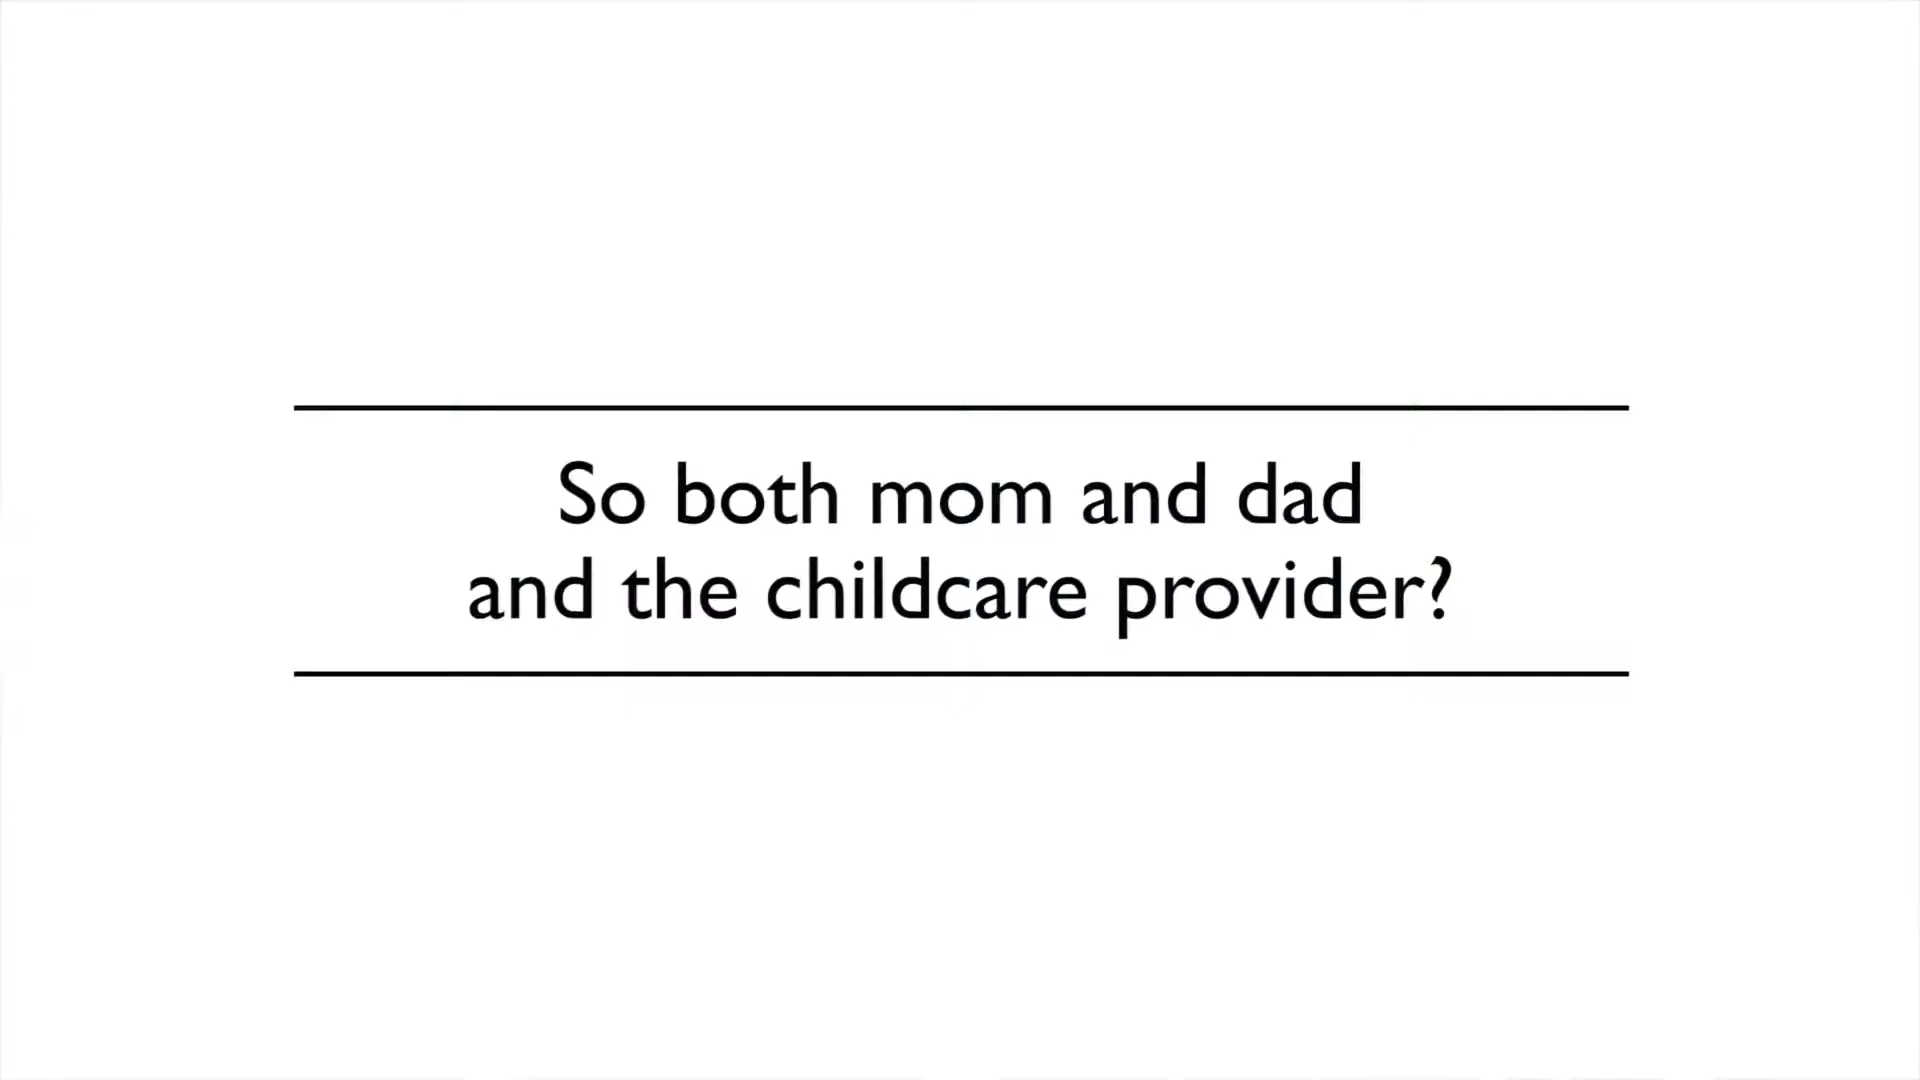 So both mom and dad
and the childcare provider?